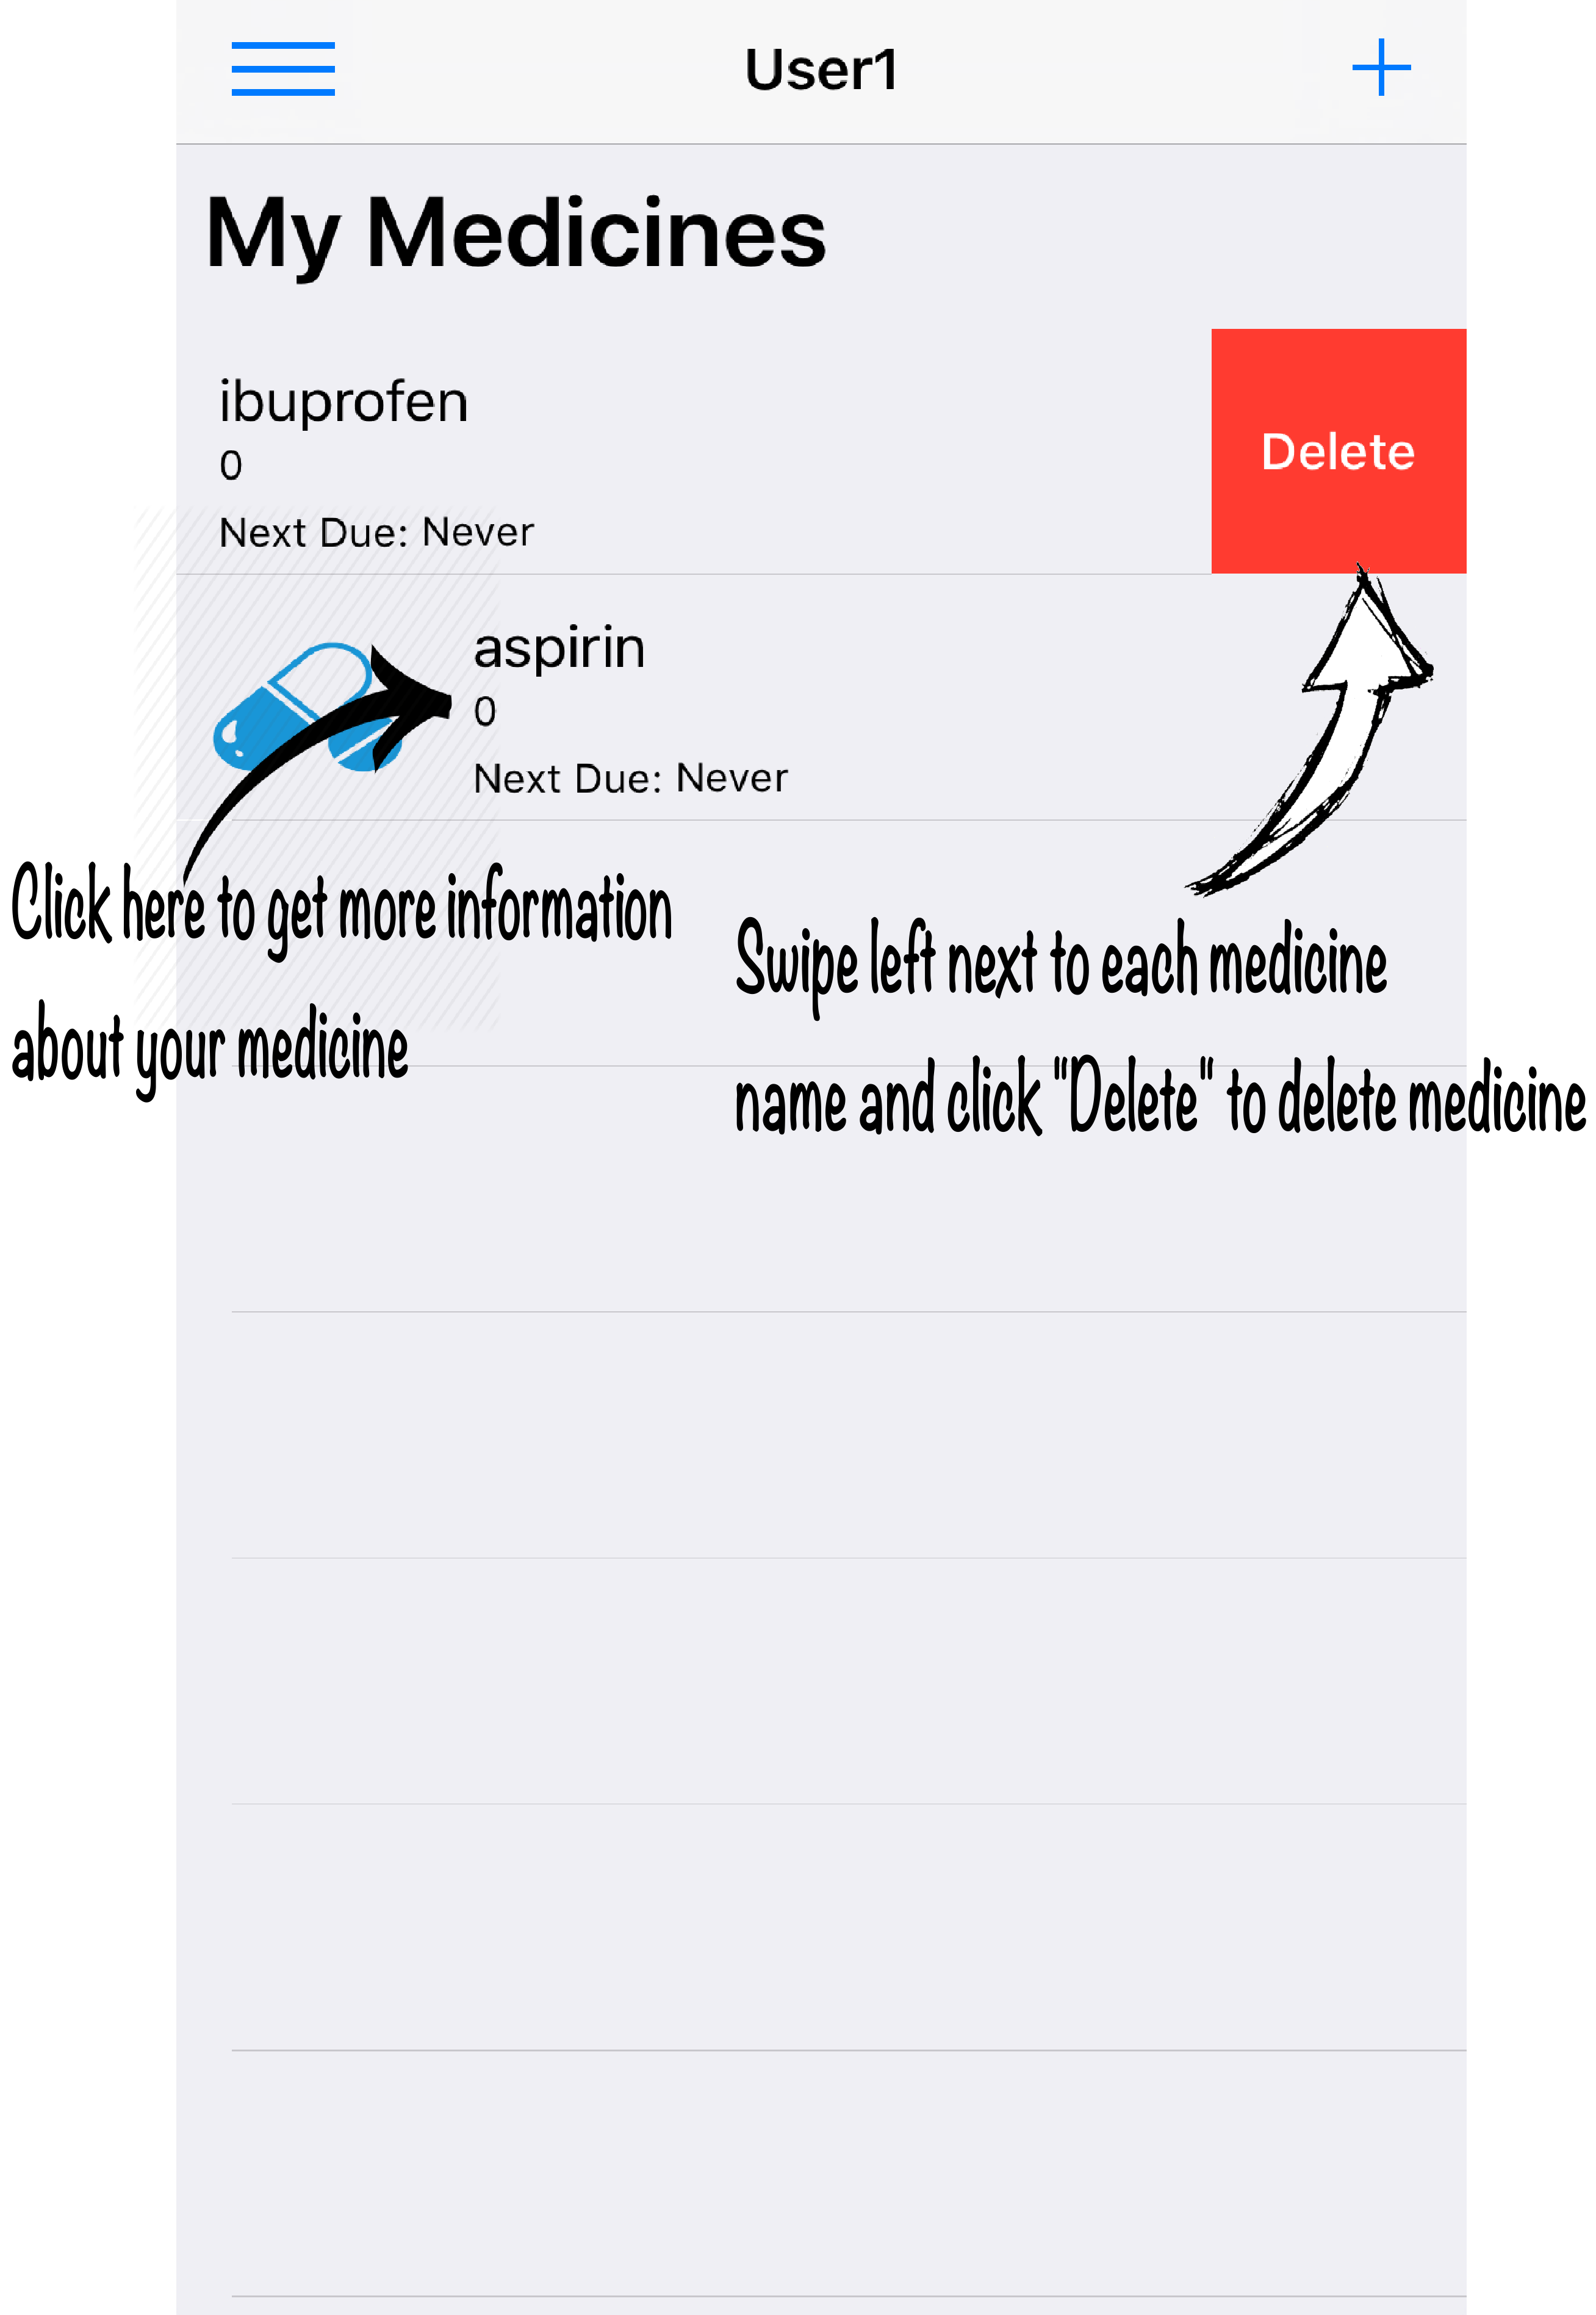 User1
My Medicines
ibuprofen
0
Next Due: Never
Delete
aspirin
0
Next Due: Never
Click here to get more information
about your medicine
Swipe left next to each medicine
name and click "Delete" to delete medicine